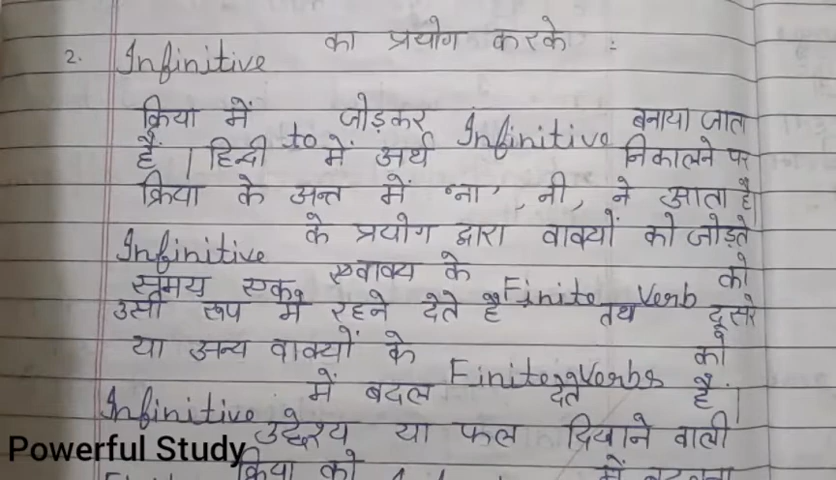 2. Infinitive का प्रयोग करके :
क्रिया में to जोड़कर Infinitive बनाया जात
है । हिन्दी में अर्थ निकालने पर
क्रिया के अन्त में 'ना', नी, ने आता है।
Infinitive के प्रयोग द्वारा वाक्यों को जोड़ते
समय एक वाक्य के Finite Verb को
उसी रूप में रहने देते है तथ दूसरे
या अन्य वाक्यों के Finite Verbs को
Infinitive में बदल देते है।
उद्देश्य या फल दिखाने वाली
Powerful Study
क्रिया को में बदलना